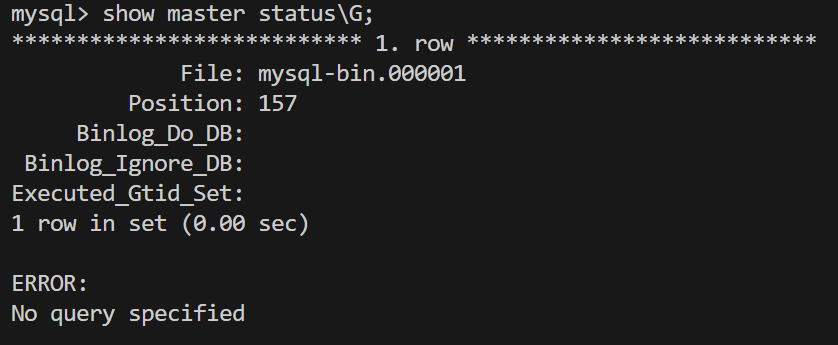 mysql> show master status\G;
*************************** 1. row ***************************
File: mysql-bin.000001
Position: 157
Binlog_Do_DB:
Binlog_Ignore_DB:
Executed_Gtid_Set:
1 row in set (0.00 sec)
ERROR:
No query specified